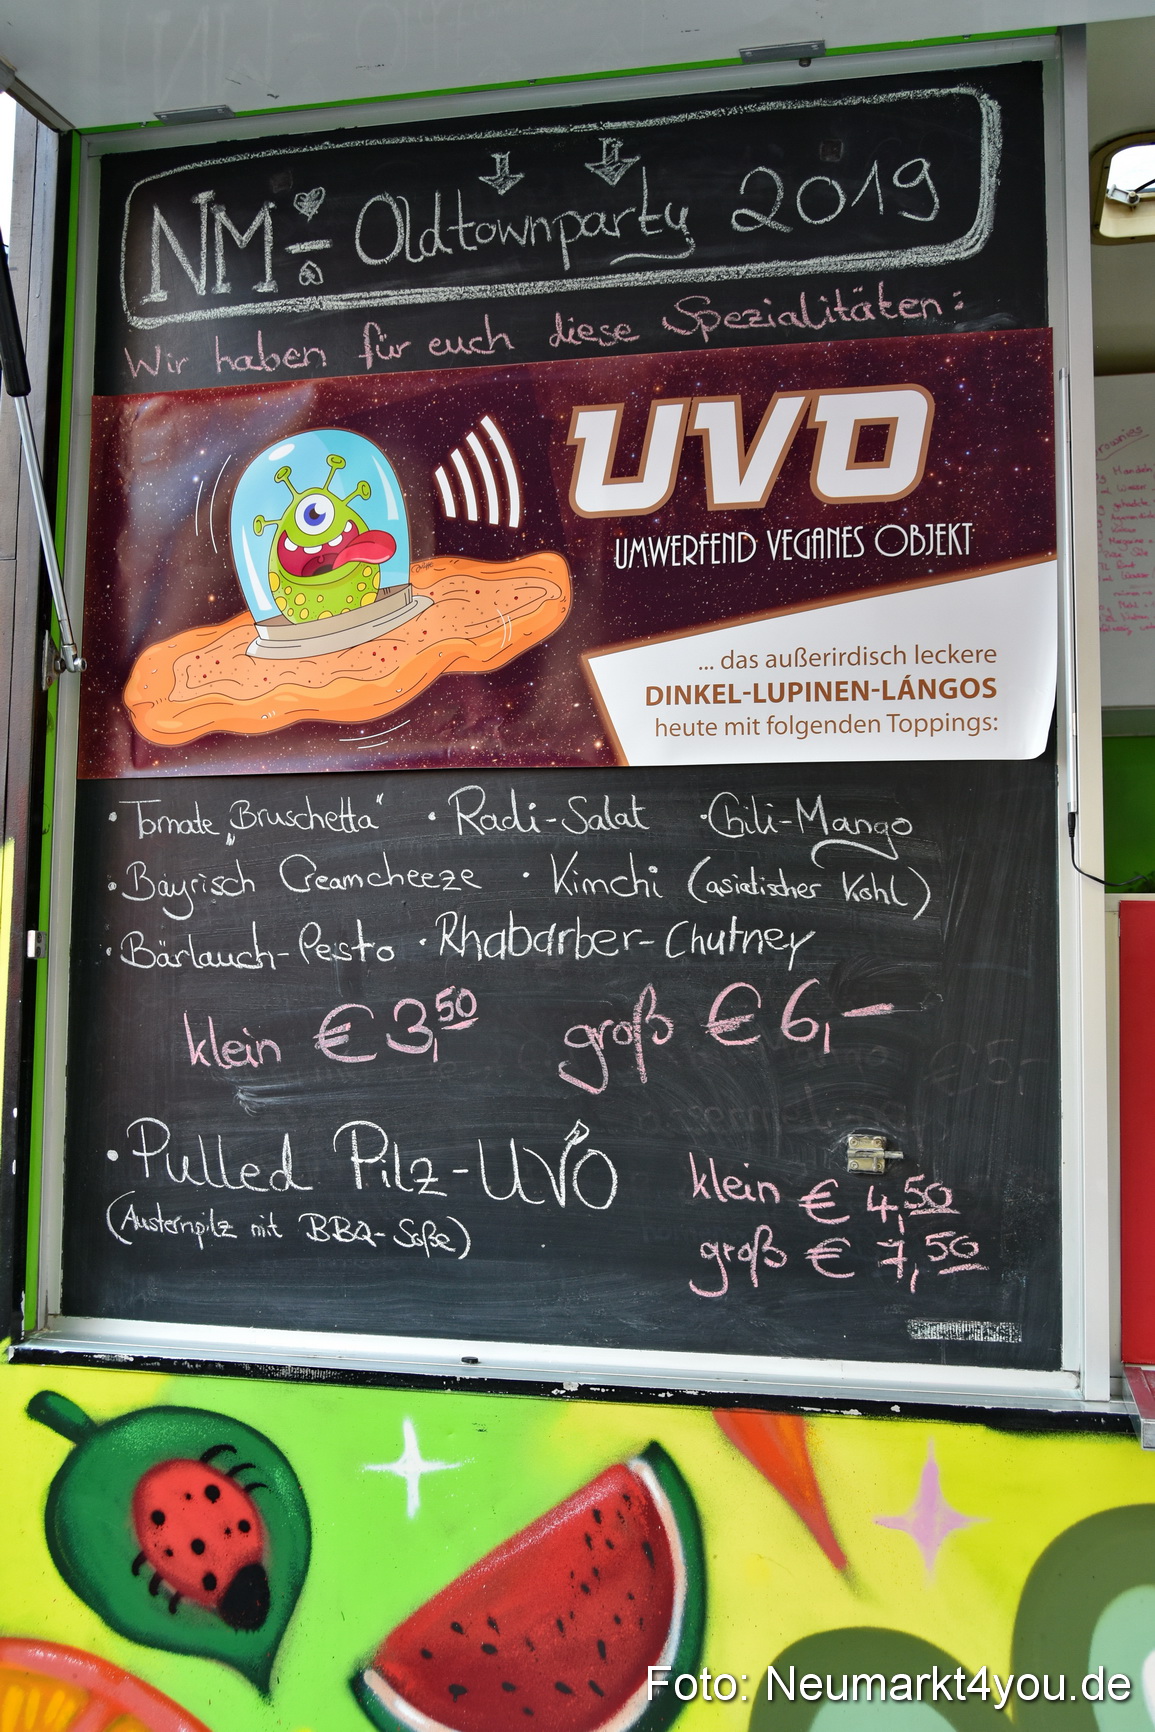 NM Oldtownparty 2019
Wir haben für euch diese Spezialitäten:
UVO
UMWERFEND VEGANES OBJEKT
... das außerirdisch leckere
DINKEL-LUPINEN-LÁNGOS
heute mit folgenden Toppings:
• Tomate „Bruschetta“ • Radi-Salat • Chili-Mango
• Bayrisch Creamcheeze • Kimchi (asiatischer Kohl)
• Bärlauch-Pesto • Rhabarber-Chutney
klein € 3,50 groß € 6,-
• Pulled Pilz-UVO klein € 4,50
(Austernpilz mit BBQ-Soße) groß € 7,50
Foto: Neumarkt4you.de